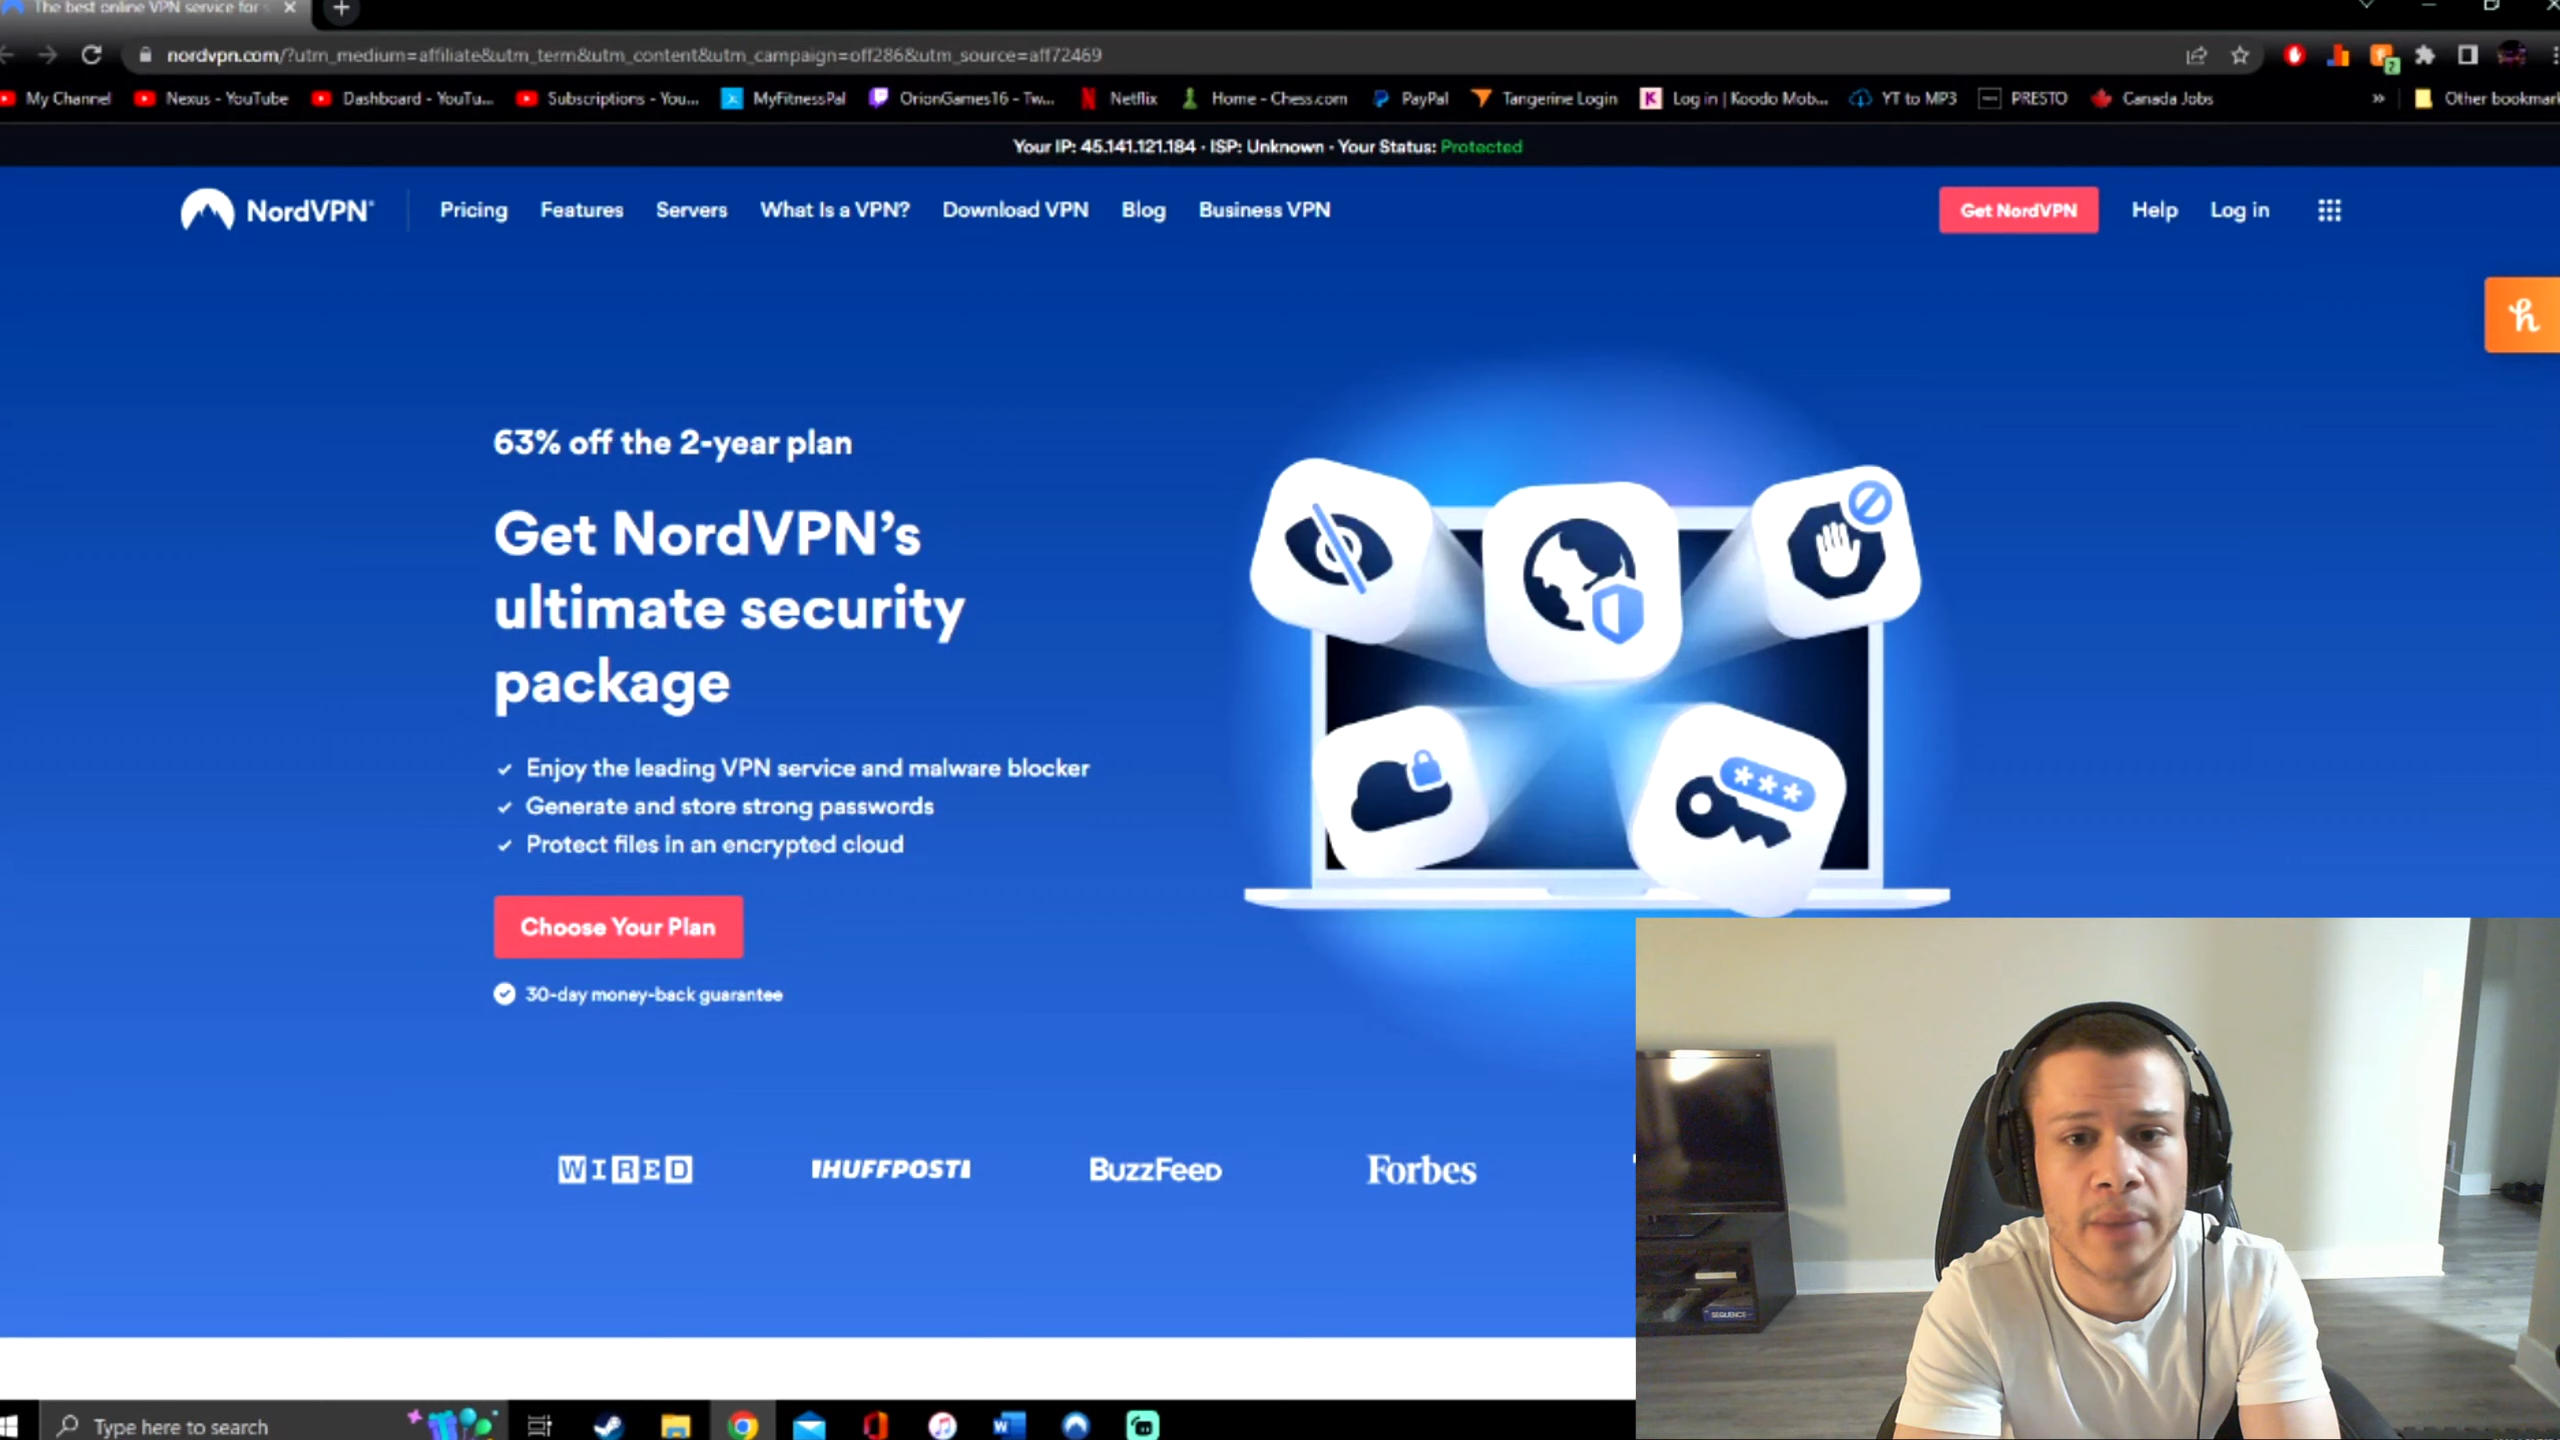 The best online VPN service for
nordvpn.com/?utm_medium=affiliate&utm_term&utm_content&utm_campaign=off286&utm_source=aff72469
My Channel Nexus - YouTube Dashboard - YouTu... Subscriptions - You... MyFitnessPal OrionGames16 - Tw... Netflix Home - Chess.com PayPal Tangerine Login K Log in | Koodo Mob... YT to MP3 PRESTO Canada Jobs » Other bookmark
Your IP: 45.141.121.184 · ISP: Unknown · Your Status: Protected
NordVPN® Pricing Features Servers What Is a VPN? Download VPN Blog Business VPN Get NordVPN Help Log in
h
63% off the 2-year plan
Get NordVPN’s
ultimate security
package
Enjoy the leading VPN service and malware blocker
Generate and store strong passwords
Protect files in an encrypted cloud
***
Choose Your Plan
30-day money-back guarantee
WIRED IHUFFPOSTI BuzzFeed Forbes
SEQUENCE
Type here to search